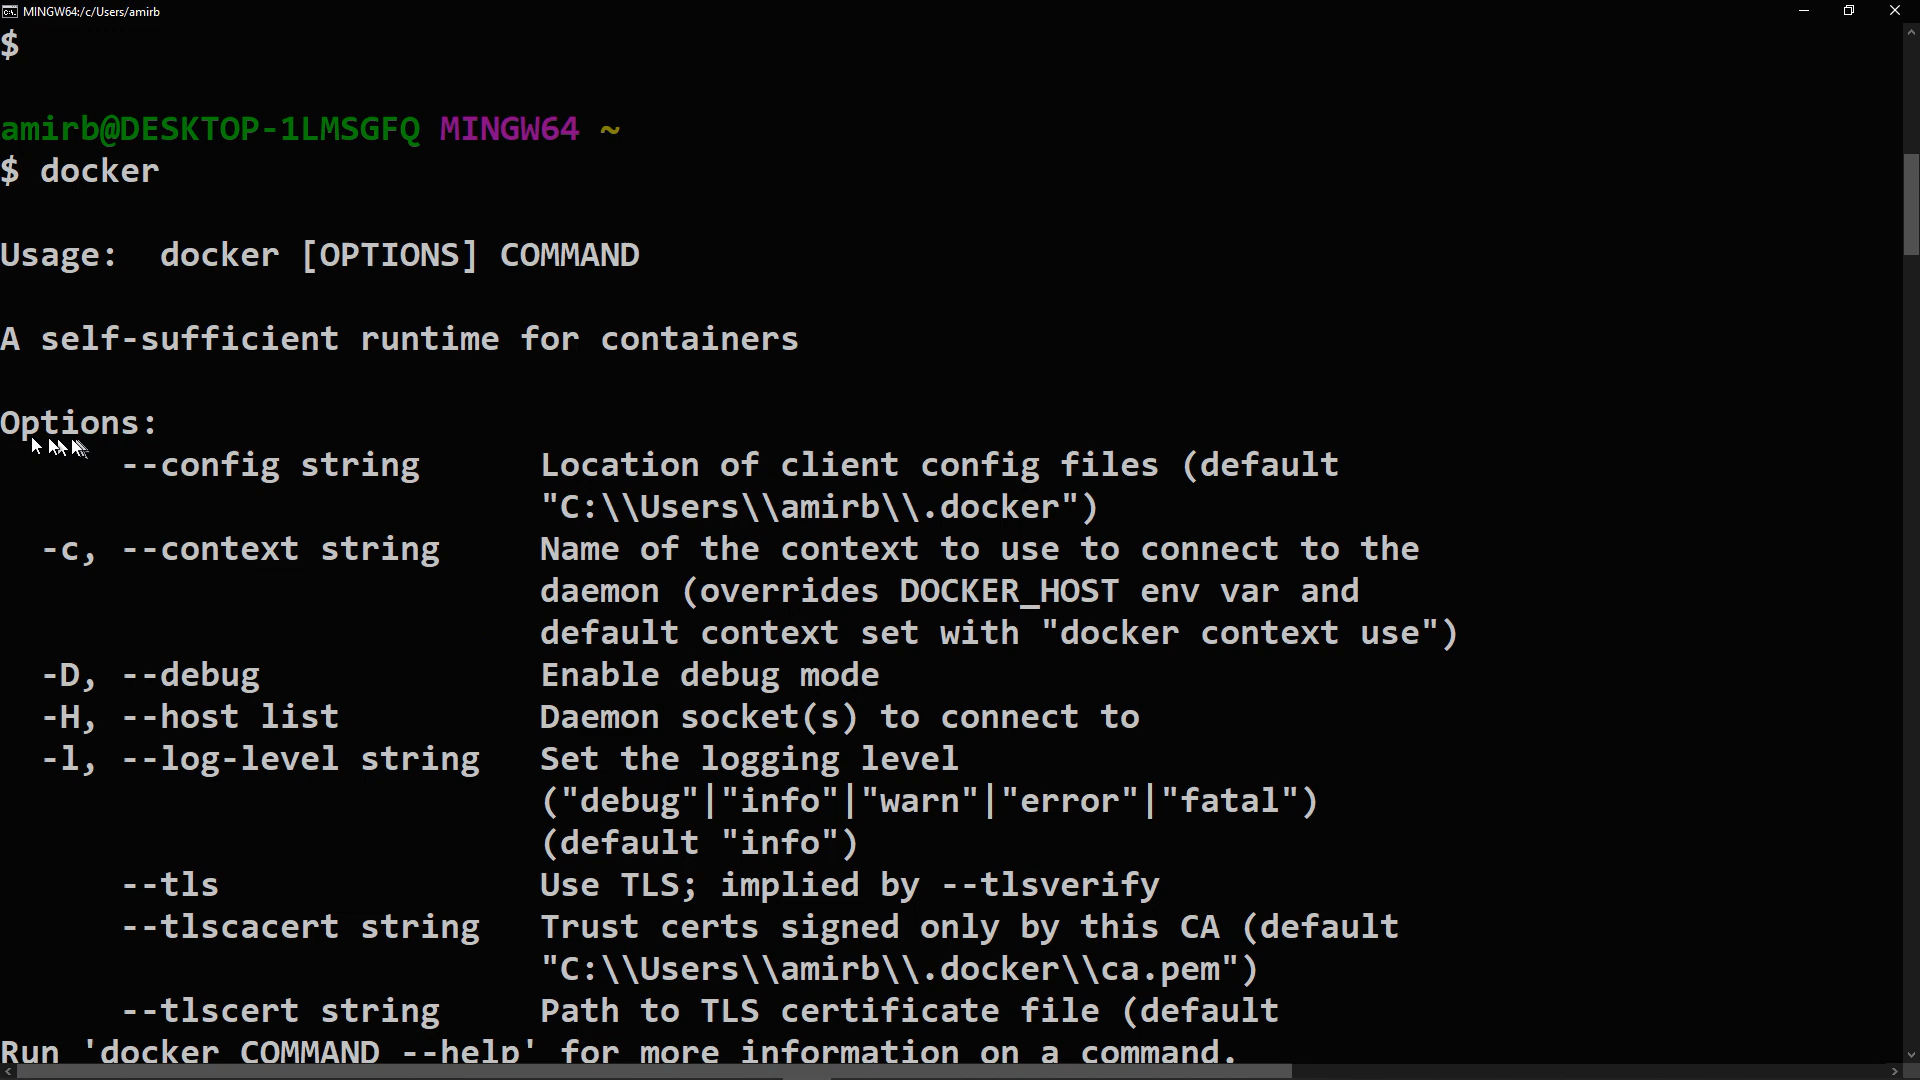 MINGW64:/c/Users/amirb
$
amirb@DESKTOP-1LMSGFQ MINGW64 ~
$ docker
Usage:  docker [OPTIONS] COMMAND
A self-sufficient runtime for containers
Options:
      --config string      Location of client config files (default
                           "C:\\Users\\amirb\\.docker")
  -c, --context string     Name of the context to use to connect to the
                           daemon (overrides DOCKER_HOST env var and
                           default context set with "docker context use")
  -D, --debug              Enable debug mode
  -H, --host list          Daemon socket(s) to connect to
  -l, --log-level string   Set the logging level
                           ("debug"|"info"|"warn"|"error"|"fatal")
                           (default "info")
      --tls                Use TLS; implied by --tlsverify
      --tlscacert string   Trust certs signed only by this CA (default
                           "C:\\Users\\amirb\\.docker\\ca.pem")
      --tlscert string     Path to TLS certificate file (default
Run 'docker COMMAND --help' for more information on a command.